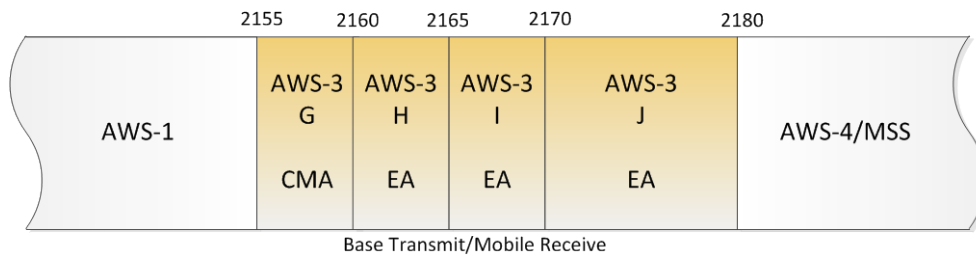 2155 2160 2165 2170 2180
AWS-1
AWS-3
G
CMA
AWS-3
H
EA
AWS-3
I
EA
AWS-3
J
EA
AWS-4/MSS
Base Transmit/Mobile Receive